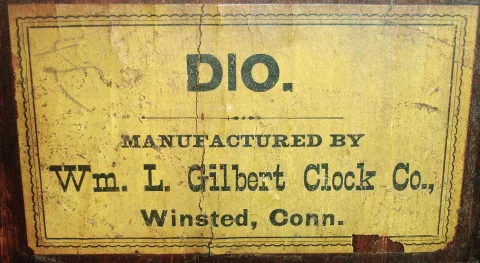 DIO.
MANUFACTURED BY
Wm. L. Gilbert Clock Co.,
Winsted, Conn.